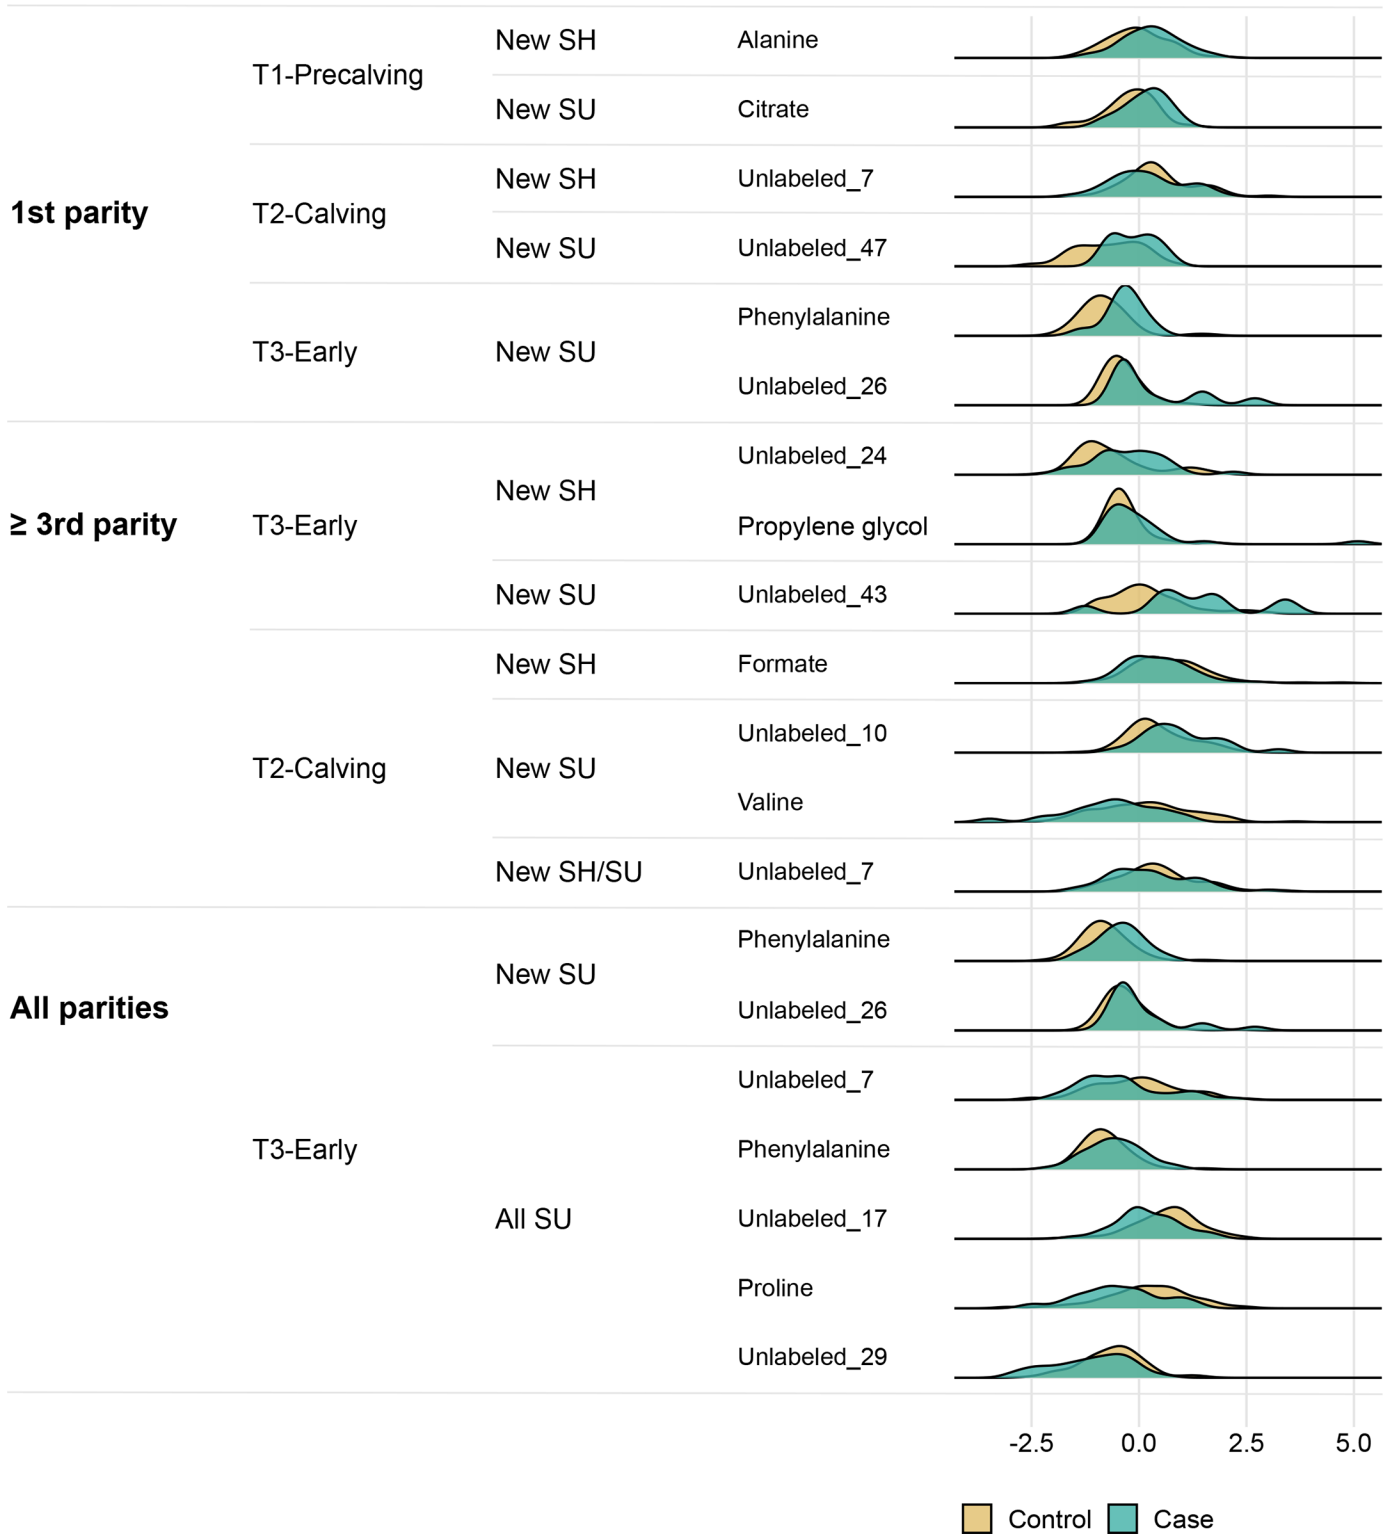 New SH Alanine
T1-Precalving
New SU Citrate
New SH Unlabeled_7
1st parity T2-Calving
New SU Unlabeled_47
Phenylalanine
T3-Early New SU
Unlabeled_26
Unlabeled_24
New SH
≥ 3rd parity T3-Early Propylene glycol
New SU Unlabeled_43
New SH Formate
Unlabeled_10
T2-Calving New SU
Valine
New SH/SU Unlabeled_7
Phenylalanine
New SU
All parities Unlabeled_26
Unlabeled_7
T3-Early Phenylalanine
All SU Unlabeled_17
Proline
Unlabeled_29
-2.5 0.0 2.5 5.0
Control Case